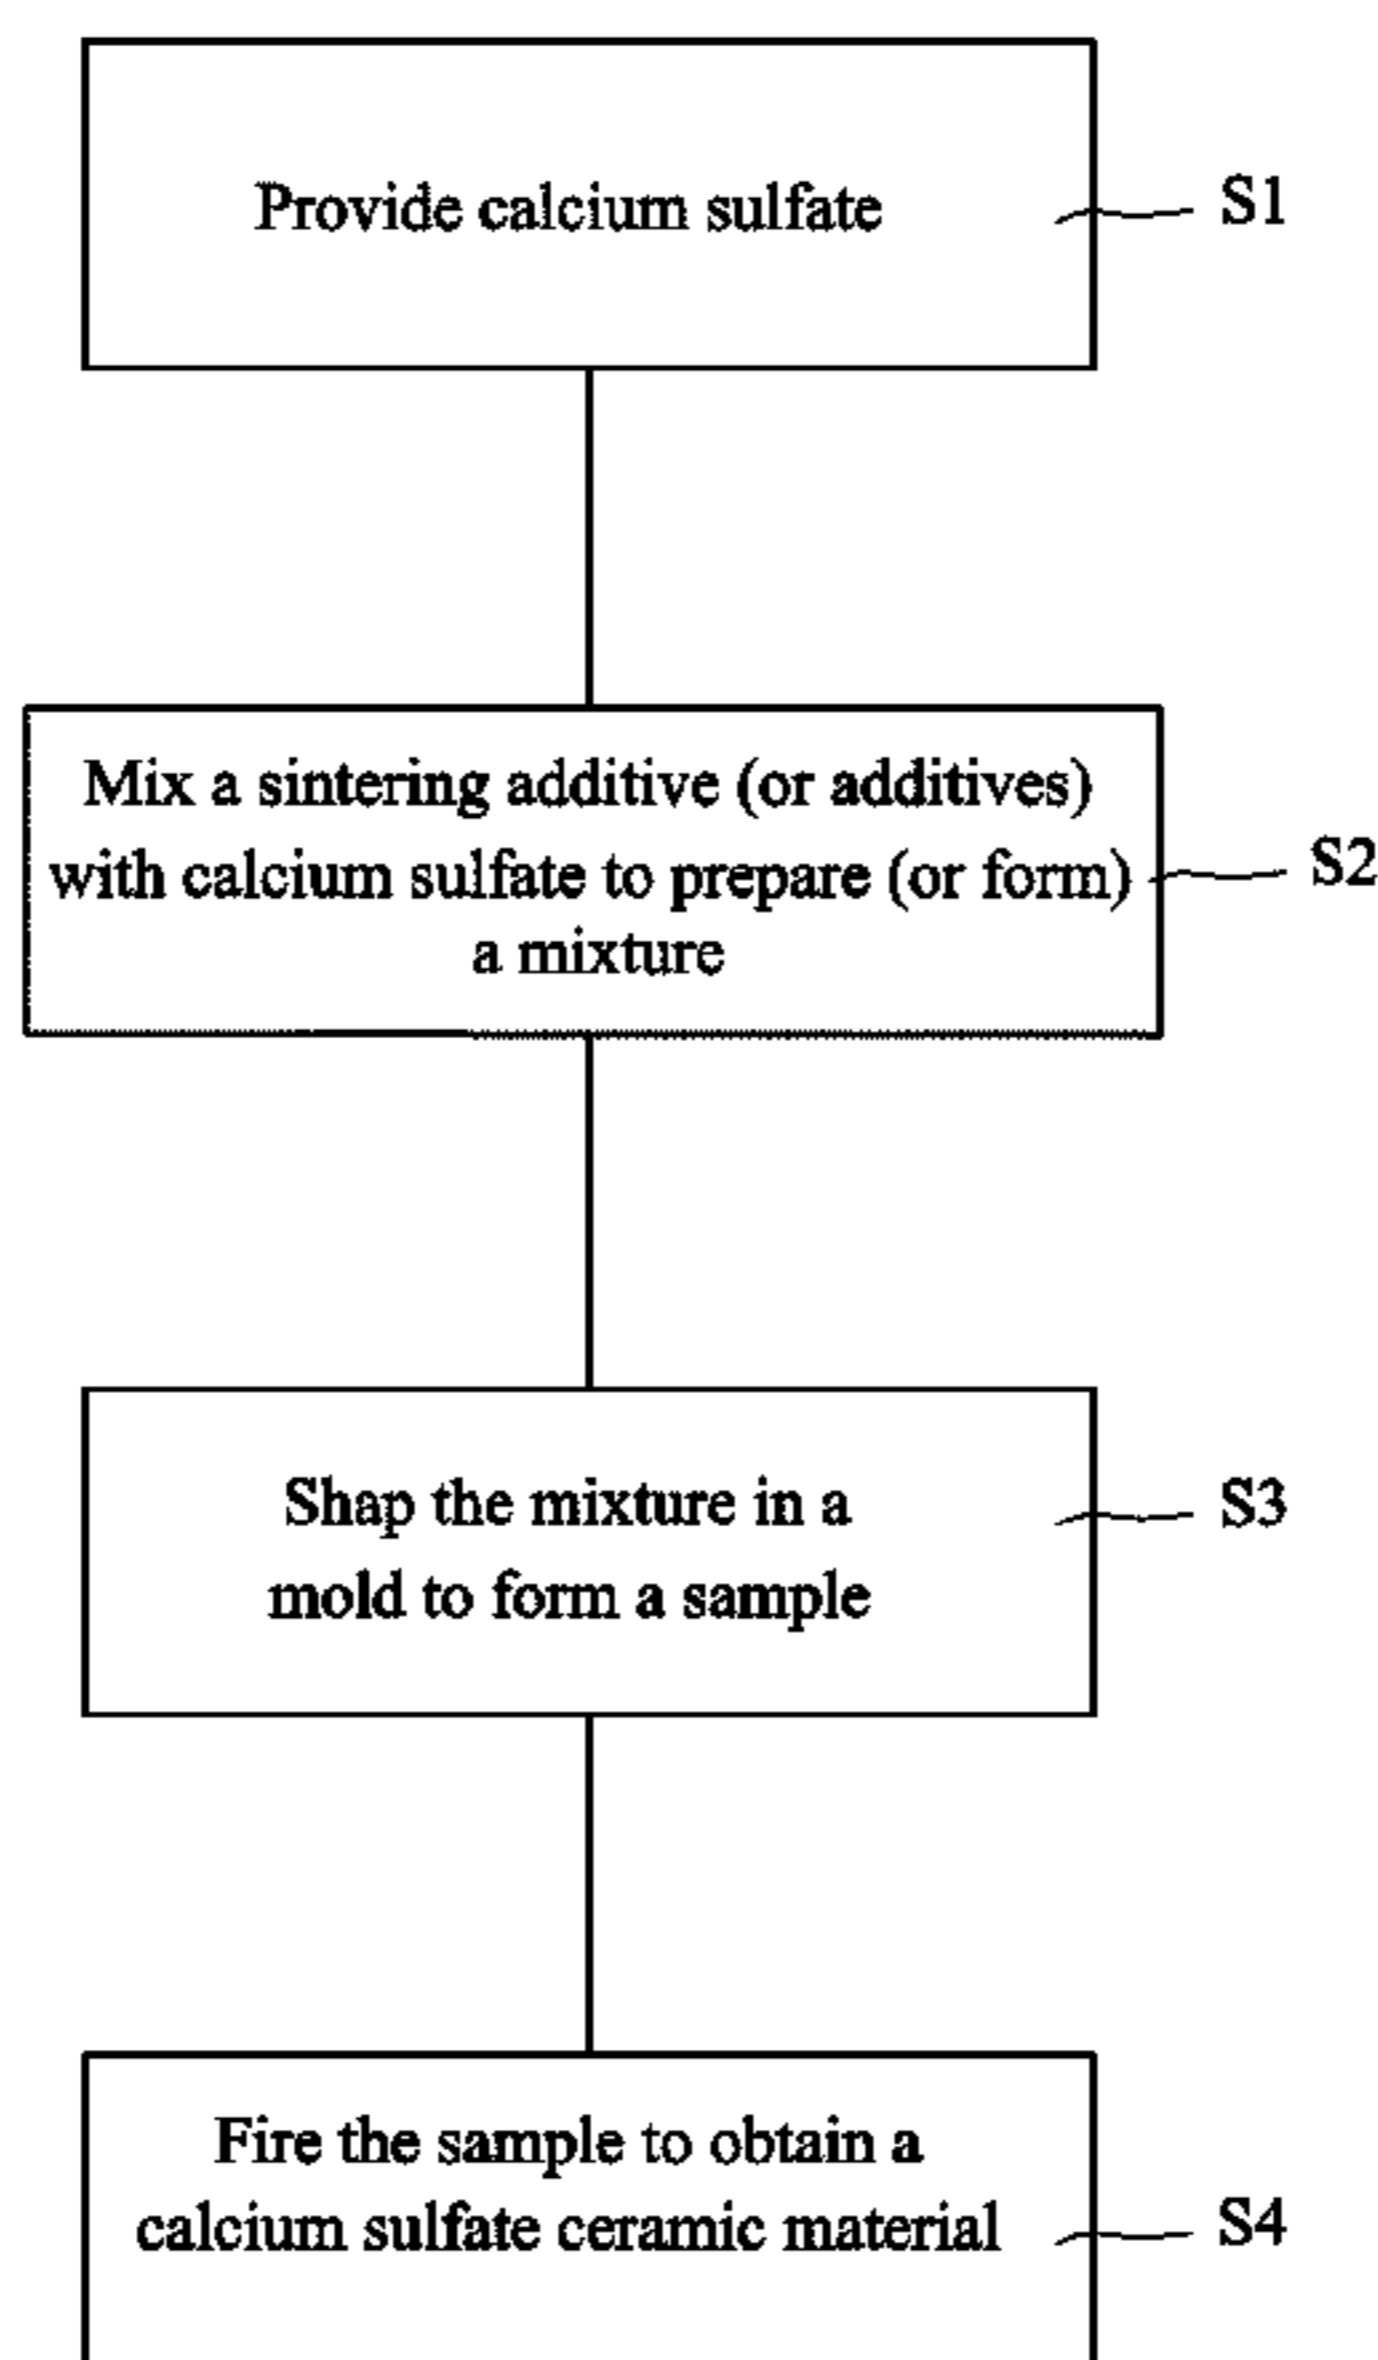 Provide calcium sulfate
S1
Mix a sintering additive (or additives)
with calcium sulfate to prepare (or form)
a mixture
S2
Shap the mixture in a
mold to form a sample
S3
Fire the sample to obtain a
calcium sulfate ceramic material
S4